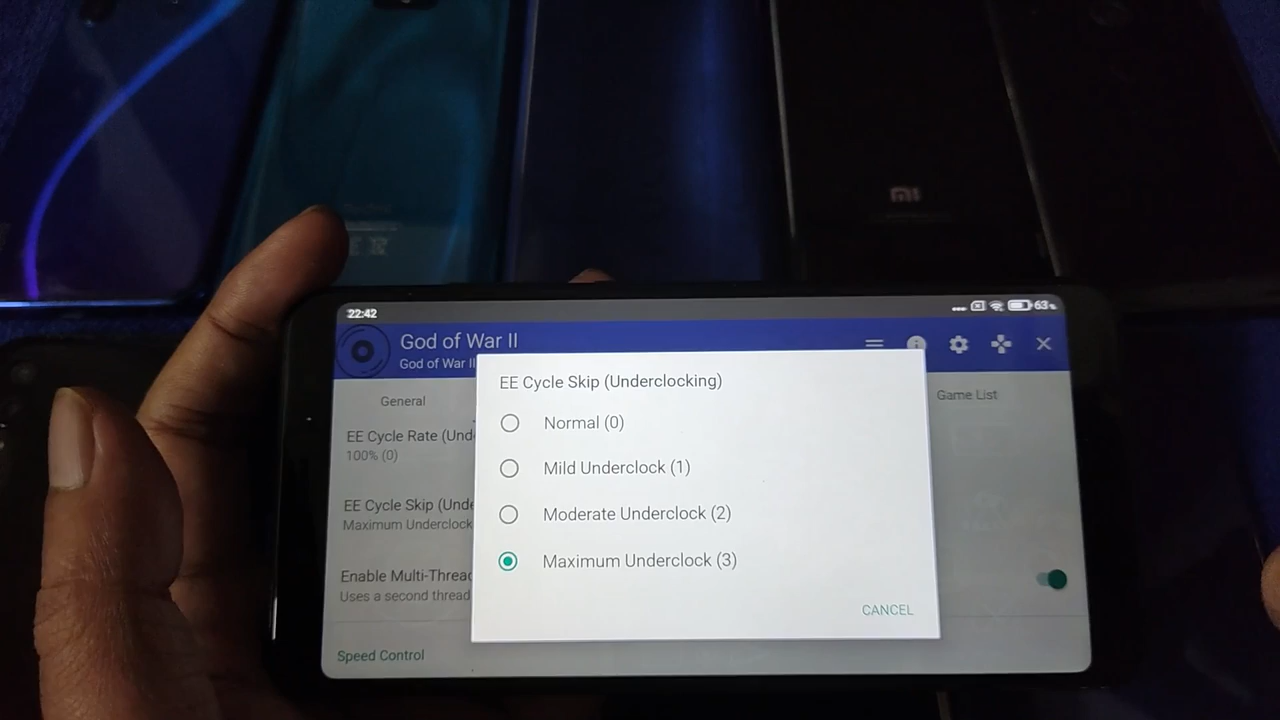 mi
22:42
63%
God of War II
God of War II
General
Game List
EE Cycle Rate (Und
100% (0)
EE Cycle Skip (Unde
Maximum Underclock
Enable Multi-Threa
Uses a second thread
Speed Control
EE Cycle Skip (Underclocking)
Normal (0)
Mild Underclock (1)
Moderate Underclock (2)
Maximum Underclock (3)
CANCEL